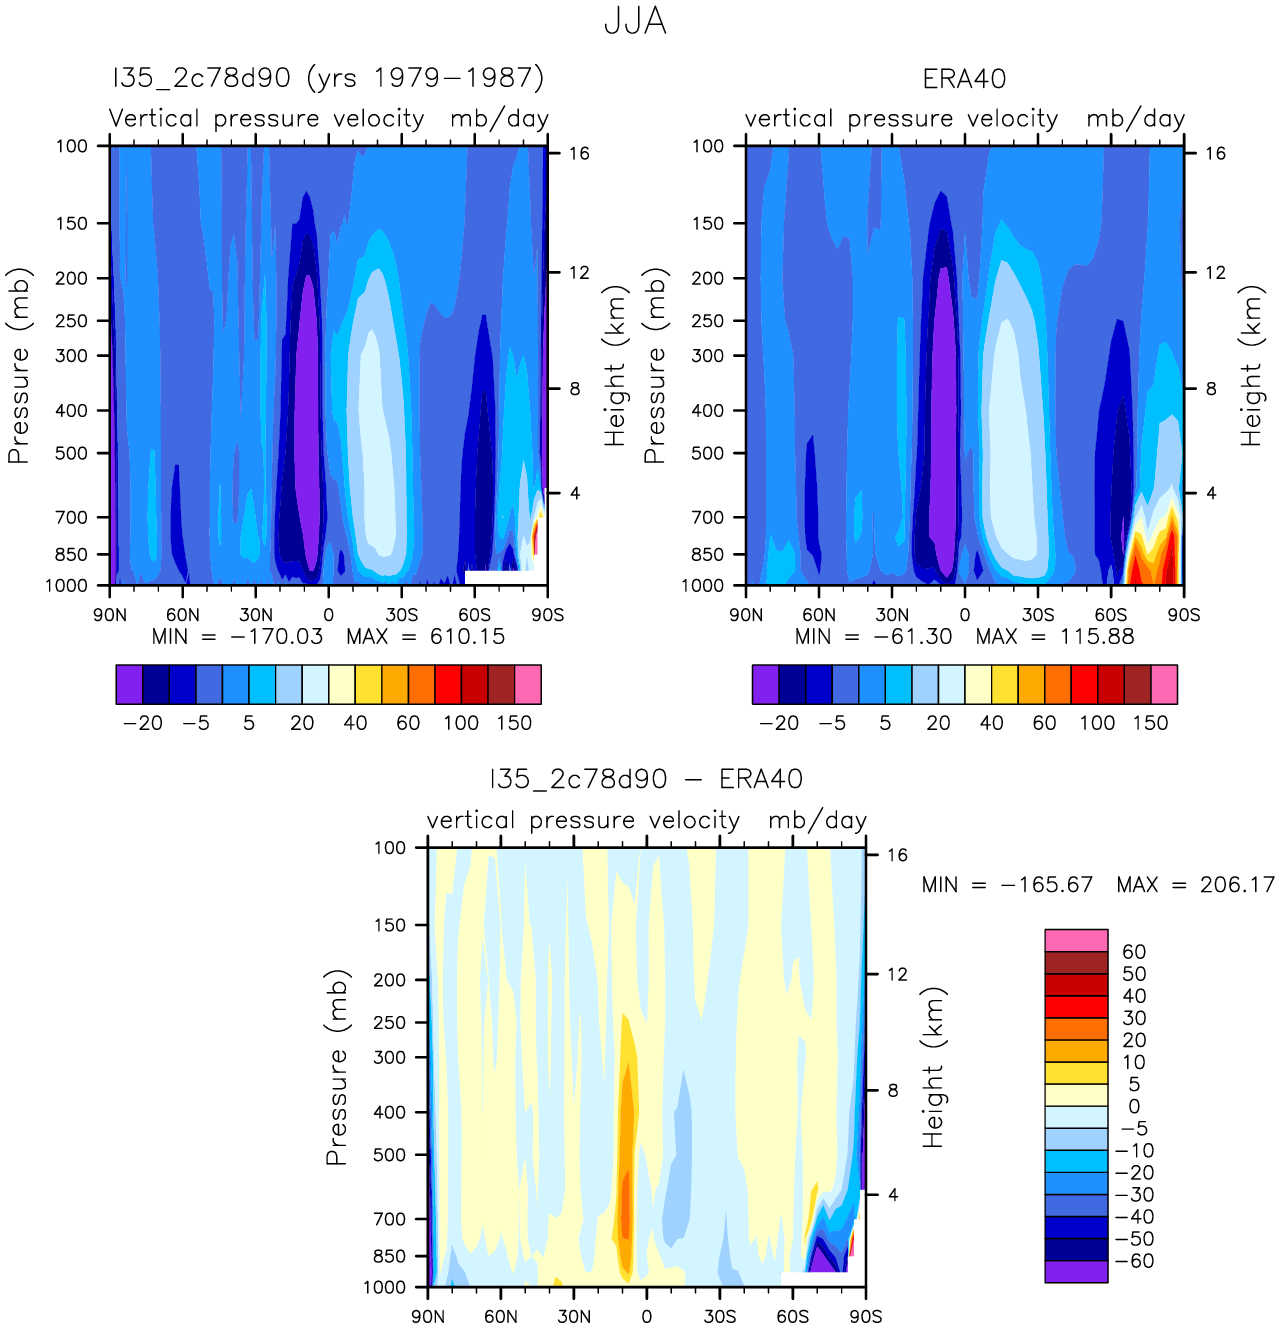 JJA
I35_2c78d90 (yrs 1979−1987)
Vertical pressure velocity mb/day
100
150
200
250
300
400
500
700
850
1000
Pressure (mb)
16
12
8
4
Height (km)
90N 60N 30N 0 30S 60S 90S
MIN = −170.03 MAX = 610.15
−20 −5 5 20 40 60 100 150
ERA40
vertical pressure velocity mb/day
100
150
200
250
300
400
500
700
850
1000
Pressure (mb)
16
12
8
4
Height (km)
90N 60N 30N 0 30S 60S 90S
MIN = −61.30 MAX = 115.88
−20 −5 5 20 40 60 100 150
I35_2c78d90 − ERA40
vertical pressure velocity mb/day
100
150
200
250
300
400
500
700
850
1000
Pressure (mb)
16
12
8
4
Height (km)
90N 60N 30N 0 30S 60S 90S
MIN = −165.67 MAX = 206.17
60
50
40
30
20
10
5
0
−5
−10
−20
−30
−40
−50
−60